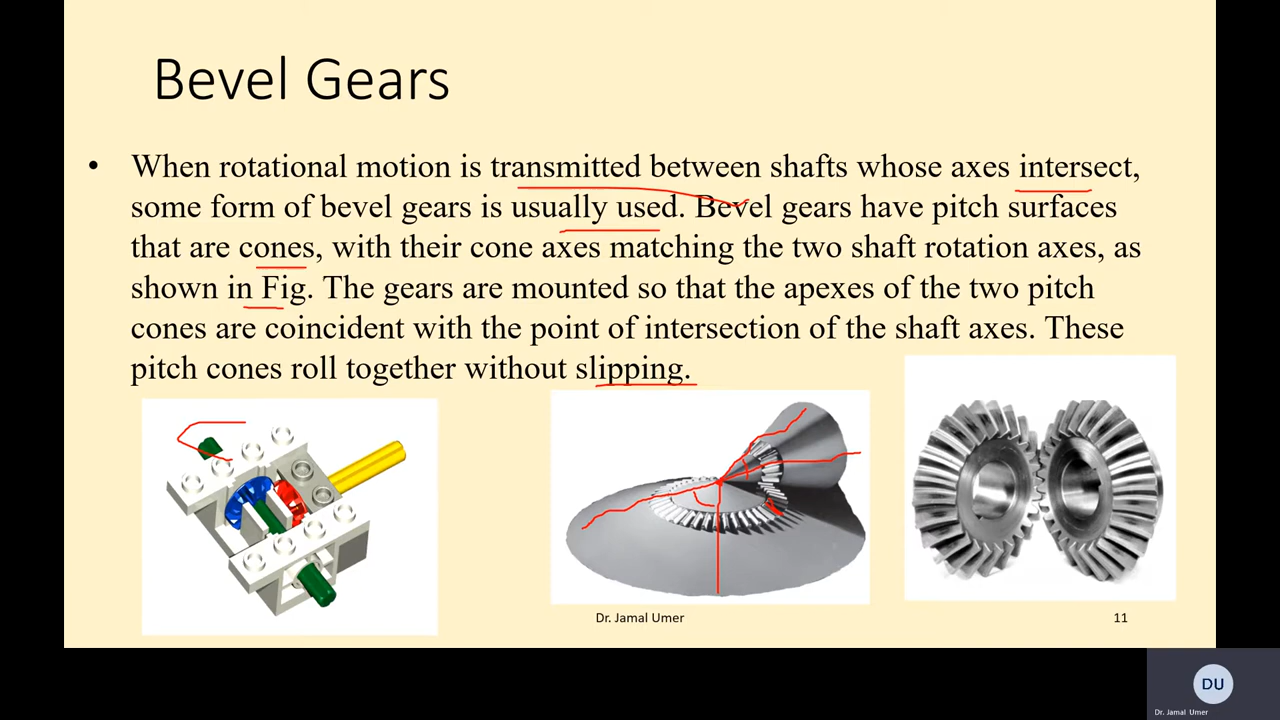 Bevel Gears
• When rotational motion is transmitted between shafts whose axes intersect,
some form of bevel gears is usually used. Bevel gears have pitch surfaces
that are cones, with their cone axes matching the two shaft rotation axes, as
shown in Fig. The gears are mounted so that the apexes of the two pitch
cones are coincident with the point of intersection of the shaft axes. These
pitch cones roll together without slipping.
Dr. Jamal Umer
11
DU
Dr. Jamal Umer